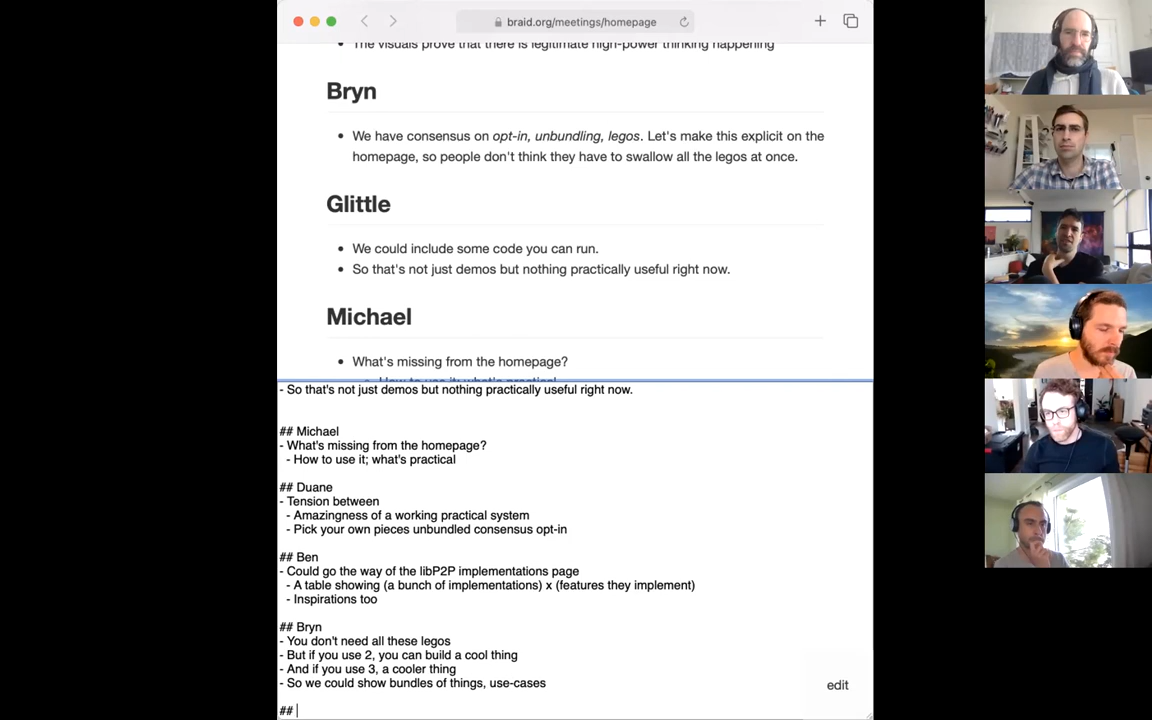 braid.org/meetings/homepage
The visuals prove that there is legitimate high-power thinking happening
Bryn
We have consensus on opt-in, unbundling, legos. Let's make this explicit on the
homepage, so people don't think they have to swallow all the legos at once.
Glittle
We could include some code you can run.
So that's not just demos but nothing practically useful right now.
Michael
What's missing from the homepage?
How to use it; what's practical
- So that's not just demos but nothing practically useful right now.
## Michael
- What's missing from the homepage?
- How to use it; what's practical
## Duane
- Tension between
- Amazingness of a working practical system
- Pick your own pieces unbundled consensus opt-in
## Ben
- Could go the way of the libP2P implementations page
- A table showing (a bunch of implementations) x (features they implement)
- Inspirations too
## Bryn
- You don't need all these legos
- But if you use 2, you can build a cool thing
- And if you use 3, a cooler thing
- So we could show bundles of things, use-cases
##
edit